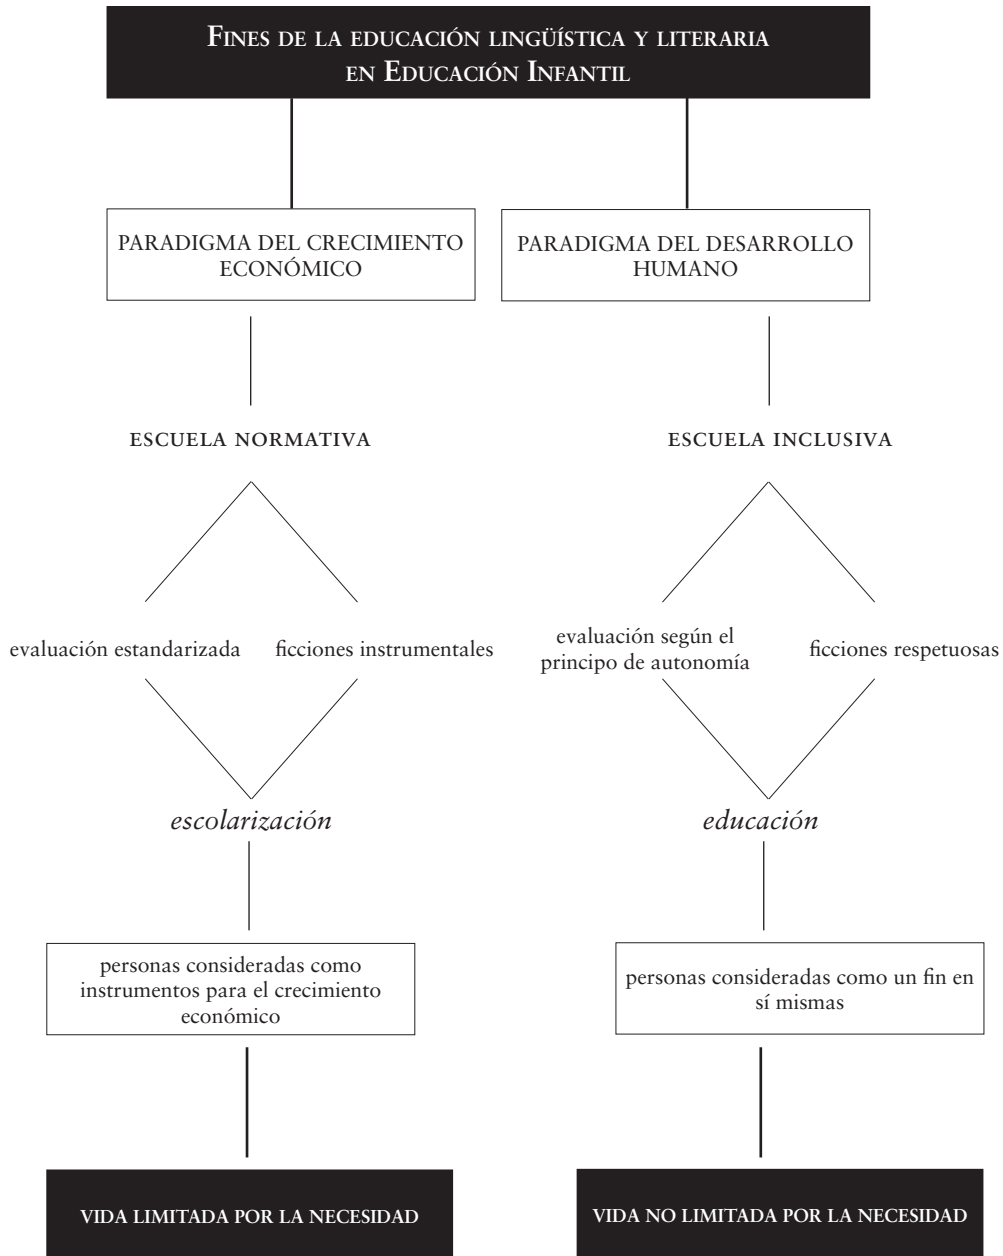 FINES DE LA EDUCACIÓN LINGÜÍSTICA Y LITERARIA
EN EDUCACIÓN INFANTIL
PARADIGMA DEL CRECIMIENTO
ECONÓMICO
PARADIGMA DEL DESARROLLO
HUMANO
ESCUELA NORMATIVA
ESCUELA INCLUSIVA
evaluación estandarizada
ficciones instrumentales
evaluación según el
principo de autonomía
ficciones respetuosas
escolarización
educación
personas consideradas como
instrumentos para el crecimiento
económico
personas consideradas como un fin en
sí mismas
VIDA LIMITADA POR LA NECESIDAD
VIDA NO LIMITADA POR LA NECESIDAD